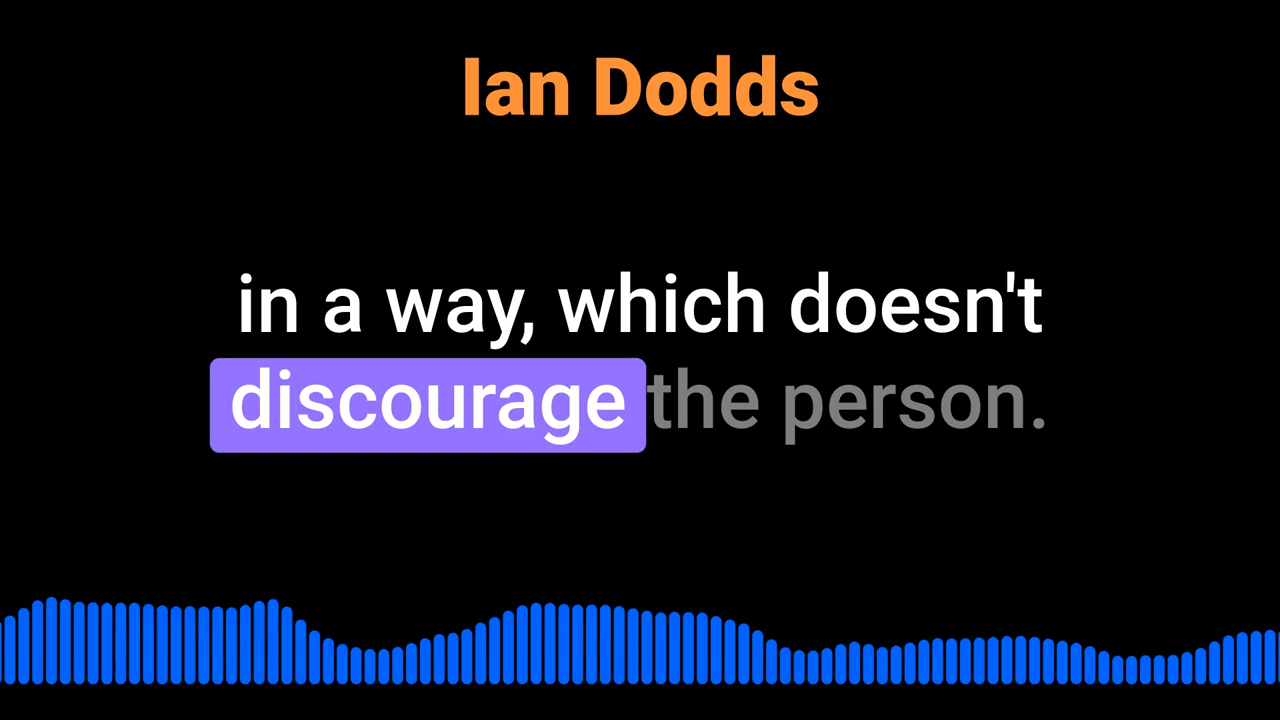 Ian Dodds
in a way, which doesn't
discourage the person.